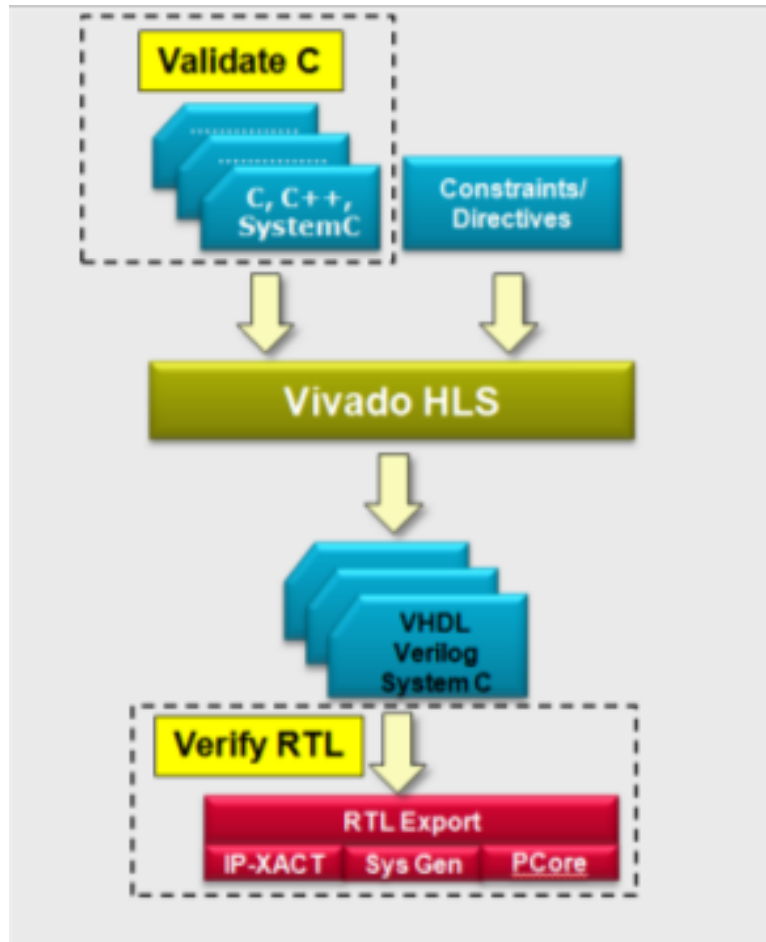 Validate C
C, C++,
SystemC
Constraints/
Directives
Vivado HLS
VHDL
Verilog
System C
Verify RTL
RTL Export
IP-XACT
Sys Gen
PCore